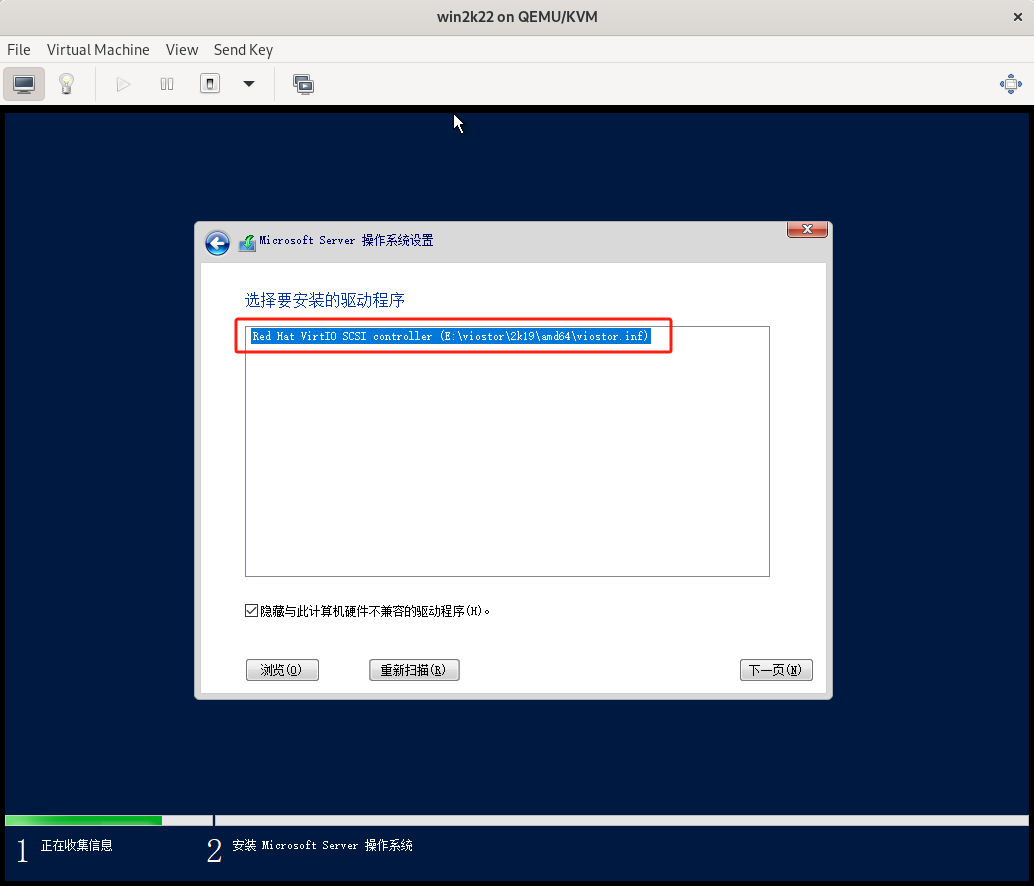 win2k22 on QEMU/KVM
File Virtual Machine View Send Key
Microsoft Server 操作系统设置
选择要安装的驱动程序
Red Hat VirtIO SCSI controller (E:\viostor\2k19\amd64\viostor.inf)
隐藏与此计算机硬件不兼容的驱动程序(H)。
浏览(O) 重新扫描(R) 下一页(N)
1 正在收集信息 2 安装 Microsoft Server 操作系统